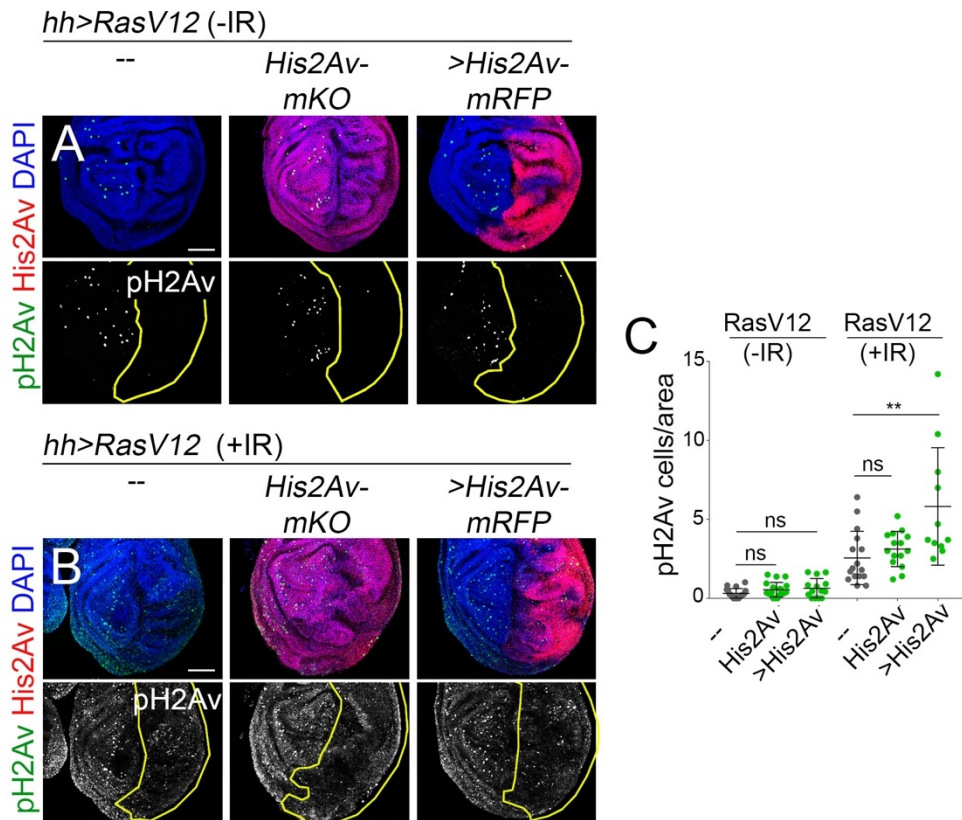 hh>RasV12 (-IR)
-- His2Av-mKO >His2Av-mRFP
A
pH2Av His2Av DAPI
pH2Av
hh>RasV12 (+IR)
-- His2Av-mKO >His2Av-mRFP
B
pH2Av His2Av DAPI
pH2Av
C
RasV12 (-IR)
RasV12 (+IR)
pH2Av cells/area
15
10
5
0
ns
ns
ns
**
--
His2Av
>His2Av
--
His2Av
>His2Av